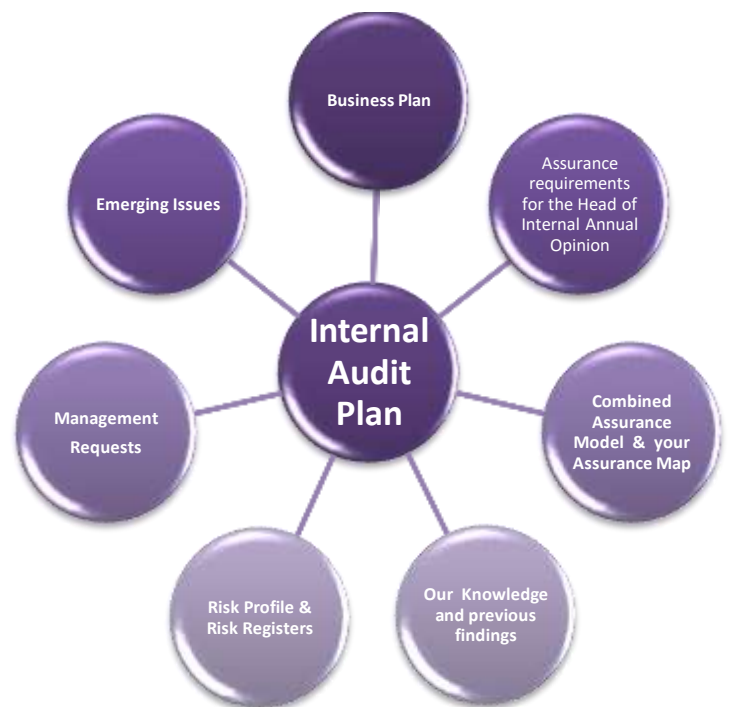 Business Plan
Assurance
requirements
for the Head of
Internal Annual
Opinion
Emerging Issues
Internal
Audit
Plan
Combined
Assurance
Model & your
Assurance Map
Management
Requests
Our Knowledge
and previous
findings
Risk Profile &
Risk Registers